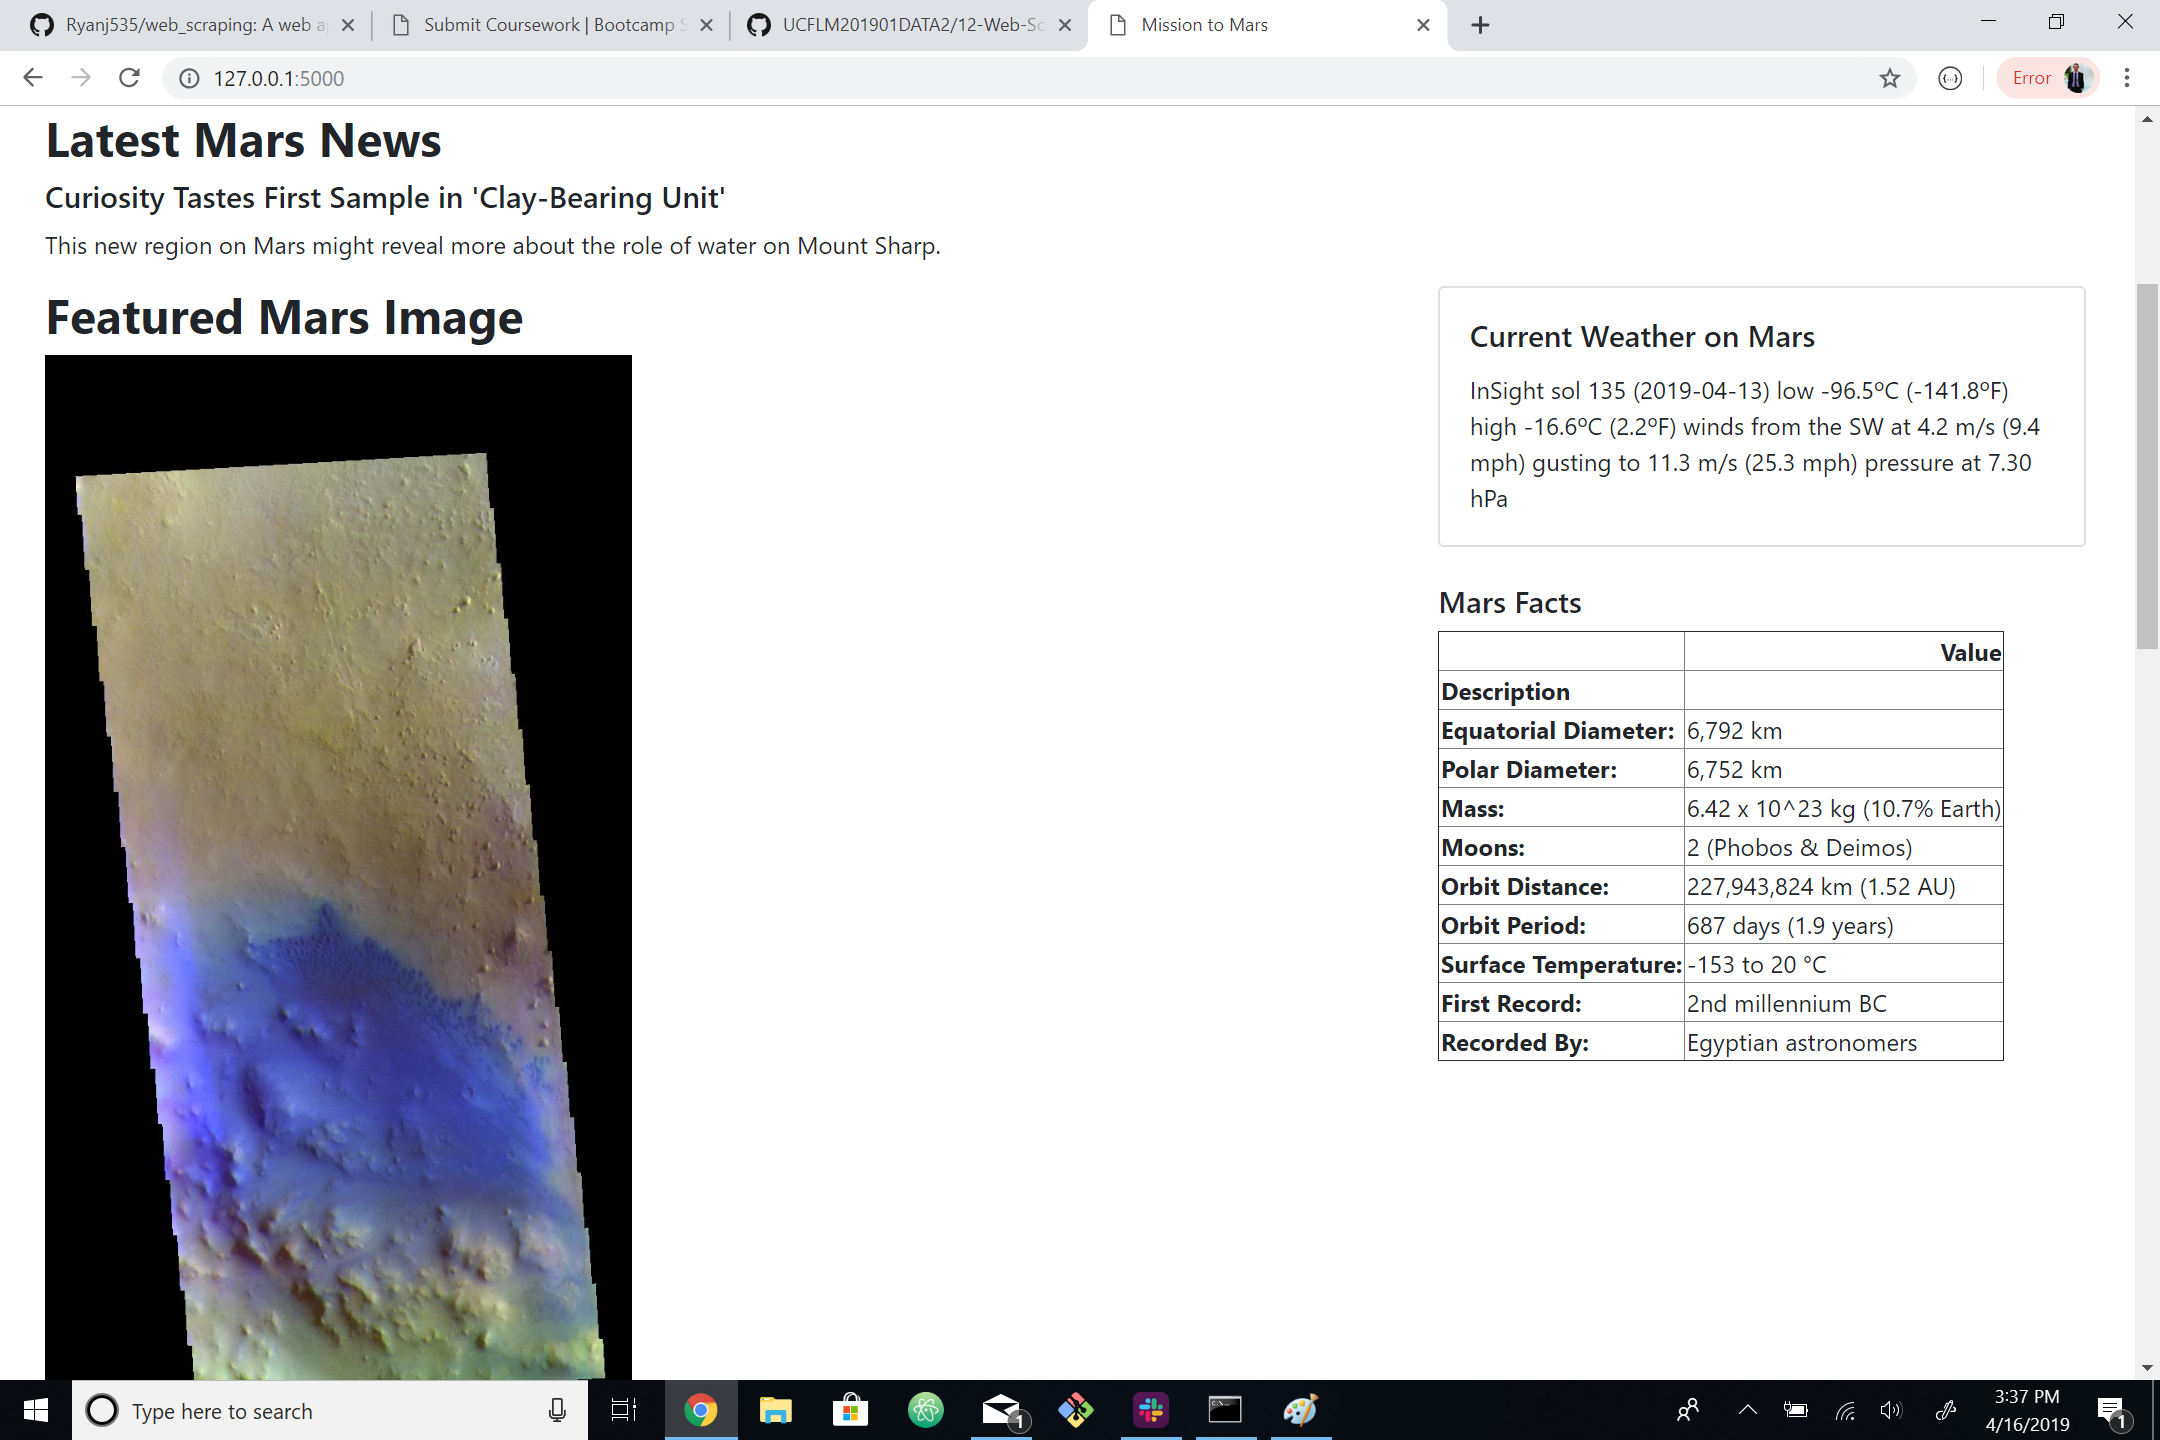 Ryanj535/web_scraping: A web a
Submit Coursework | Bootcamp S
UCFLM201901DATA2/12-Web-Sc
Mission to Mars
127.0.0.1:5000
Error
Latest Mars News
Curiosity Tastes First Sample in 'Clay-Bearing Unit'
This new region on Mars might reveal more about the role of water on Mount Sharp.
Featured Mars Image
Current Weather on Mars
InSight sol 135 (2019-04-13) low -96.5ºC (-141.8ºF)
high -16.6ºC (2.2ºF) winds from the SW at 4.2 m/s (9.4
mph) gusting to 11.3 m/s (25.3 mph) pressure at 7.30
hPa
Mars Facts
Value
Description
Equatorial Diameter: 6,792 km
Polar Diameter: 6,752 km
Mass: 6.42 x 10^23 kg (10.7% Earth)
Moons: 2 (Phobos & Deimos)
Orbit Distance: 227,943,824 km (1.52 AU)
Orbit Period: 687 days (1.9 years)
Surface Temperature: -153 to 20 °C
First Record: 2nd millennium BC
Recorded By: Egyptian astronomers
Type here to search
1
3:37 PM
4/16/2019
1